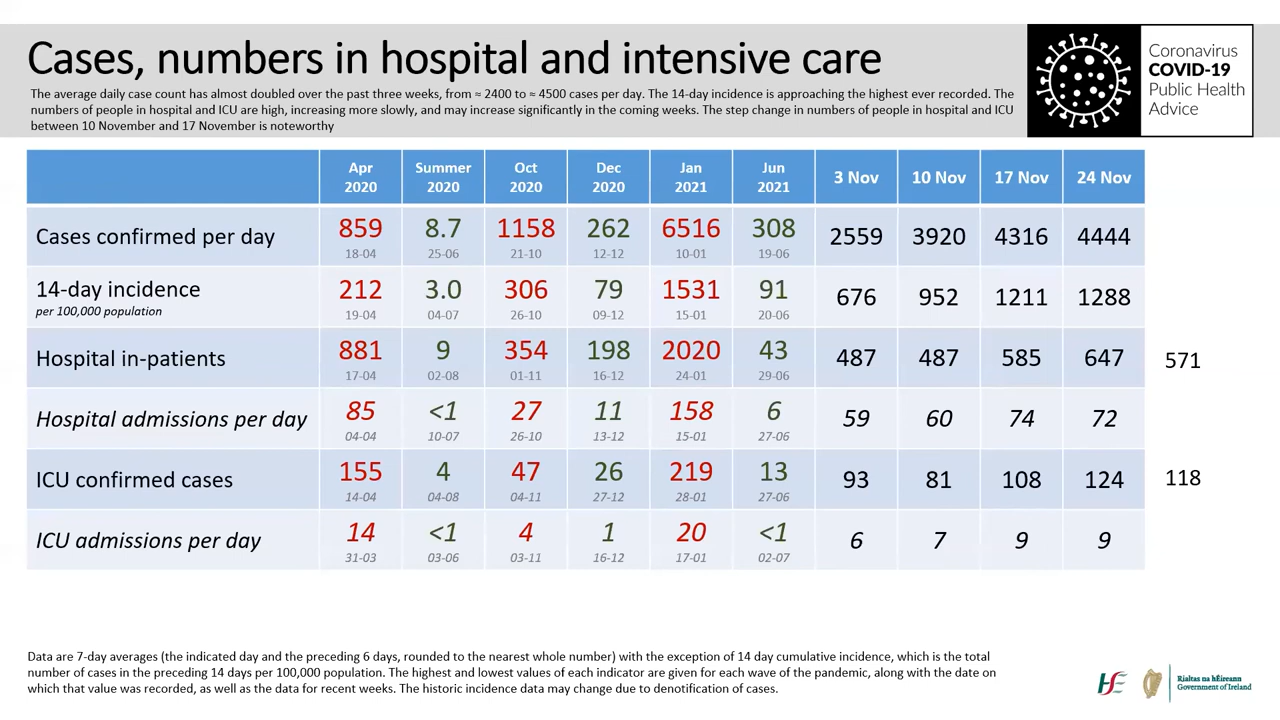 Cases, numbers in hospital and intensive care
The average daily case count has almost doubled over the past three weeks, from ≈ 2400 to ≈ 4500 cases per day. The 14-day incidence is approaching the highest ever recorded. The
numbers of people in hospital and ICU are high, increasing more slowly, and may increase significantly in the coming weeks. The step change in numbers of people in hospital and ICU
between 10 November and 17 November is noteworthy
Coronavirus
COVID-19
Public Health
Advice
Apr 2020 Summer 2020 Oct 2020 Dec 2020 Jan 2021 Jun 2021 3 Nov 10 Nov 17 Nov 24 Nov
Cases confirmed per day 859 8.7 1158 262 6516 308 2559 3920 4316 4444
18-04 25-06 21-10 12-12 10-01 19-06
14-day incidence 212 3.0 306 79 1531 91 676 952 1211 1288
per 100,000 population 19-04 04-07 26-10 09-12 15-01 20-06
Hospital in-patients 881 9 354 198 2020 43 487 487 585 647 571
17-04 02-08 01-11 16-12 24-01 29-06
Hospital admissions per day 85 <1 27 11 158 6 59 60 74 72
04-04 10-07 26-10 13-12 15-01 27-06
ICU confirmed cases 155 4 47 26 219 13 93 81 108 124 118
14-04 04-08 04-11 27-12 28-01 27-06
ICU admissions per day 14 <1 4 1 20 <1 6 7 9 9
31-03 03-06 03-11 16-12 17-01 02-07
Data are 7-day averages (the indicated day and the preceding 6 days, rounded to the nearest whole number) with the exception of 14 day cumulative incidence, which is the total
number of cases in the preceding 14 days per 100,000 population. The highest and lowest values of each indicator are given for each wave of the pandemic, along with the date on
which that value was recorded, as well as the data for recent weeks. The historic incidence data may change due to denotification of cases.
Rialtas na hÉireann
Government of Ireland